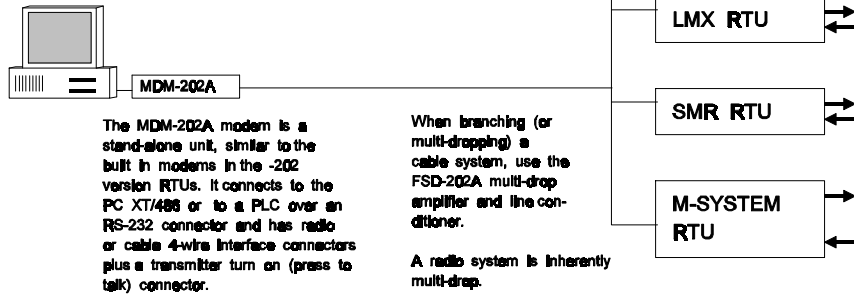 MDM-202A
The MDM-202A modem is a
stand-alone unit, similar to the
built in modems in the -202
version RTUs. It connects to the
PC XT/486 or to a PLC over an
RS-232 connector and has radio
or cable 4-wire interface connectors
plus a transmitter turn on (press to
talk) connector.
When branching (or
multi-dropping) a
cable system, use the
FSD-202A multi-drop
amplifier and line con-
ditioner.
A radio system is inherently
multi-drop.
LMX RTU
SMR RTU
M-SYSTEM
RTU